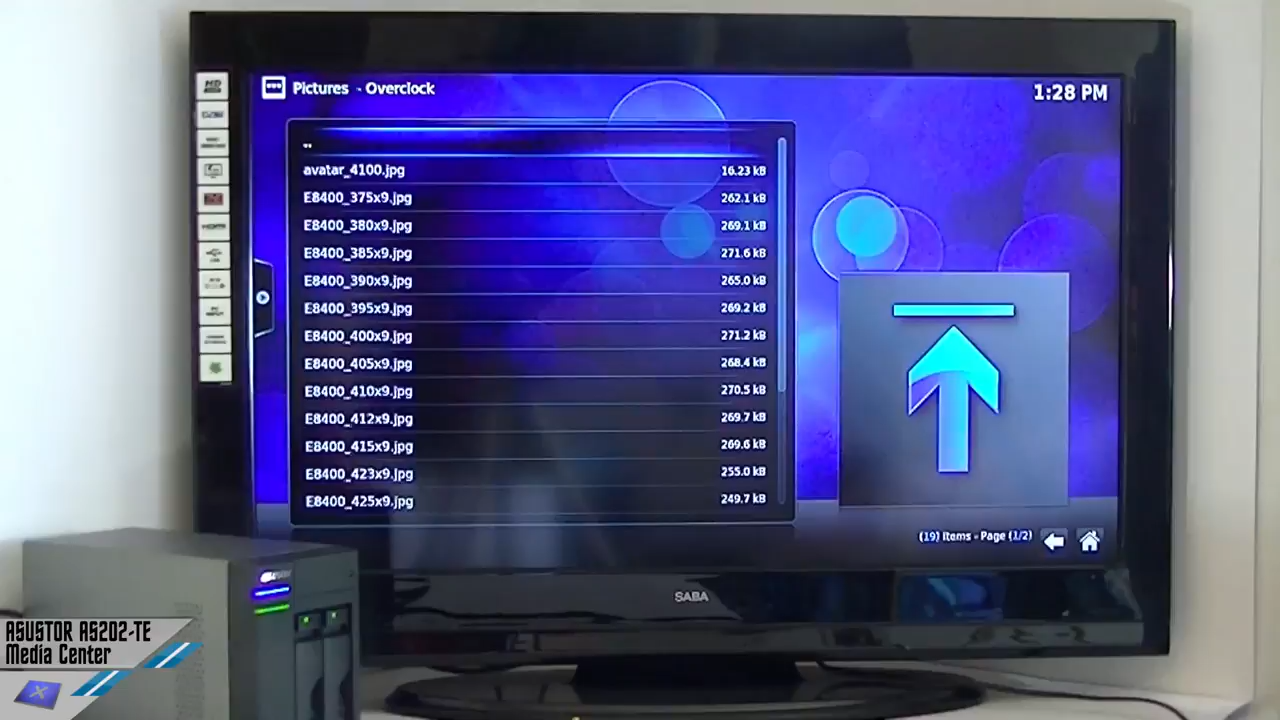 Pictures - Overclock
1:28 PM
..
avatar_4100.jpg 16.23 kB
E8400_375x9.jpg 262.1 kB
E8400_380x9.jpg 269.1 kB
E8400_385x9.jpg 271.6 kB
E8400_390x9.jpg 265.0 kB
E8400_395x9.jpg 269.2 kB
E8400_400x9.jpg 271.2 kB
E8400_405x9.jpg 268.4 kB
E8400_410x9.jpg 270.5 kB
E8400_412x9.jpg 269.7 kB
E8400_415x9.jpg 269.6 kB
E8400_423x9.jpg 255.0 kB
E8400_425x9.jpg 249.7 kB
(19) Items - Page (1/2)
SABA
ASUSTOR AS202-TE
Media Center